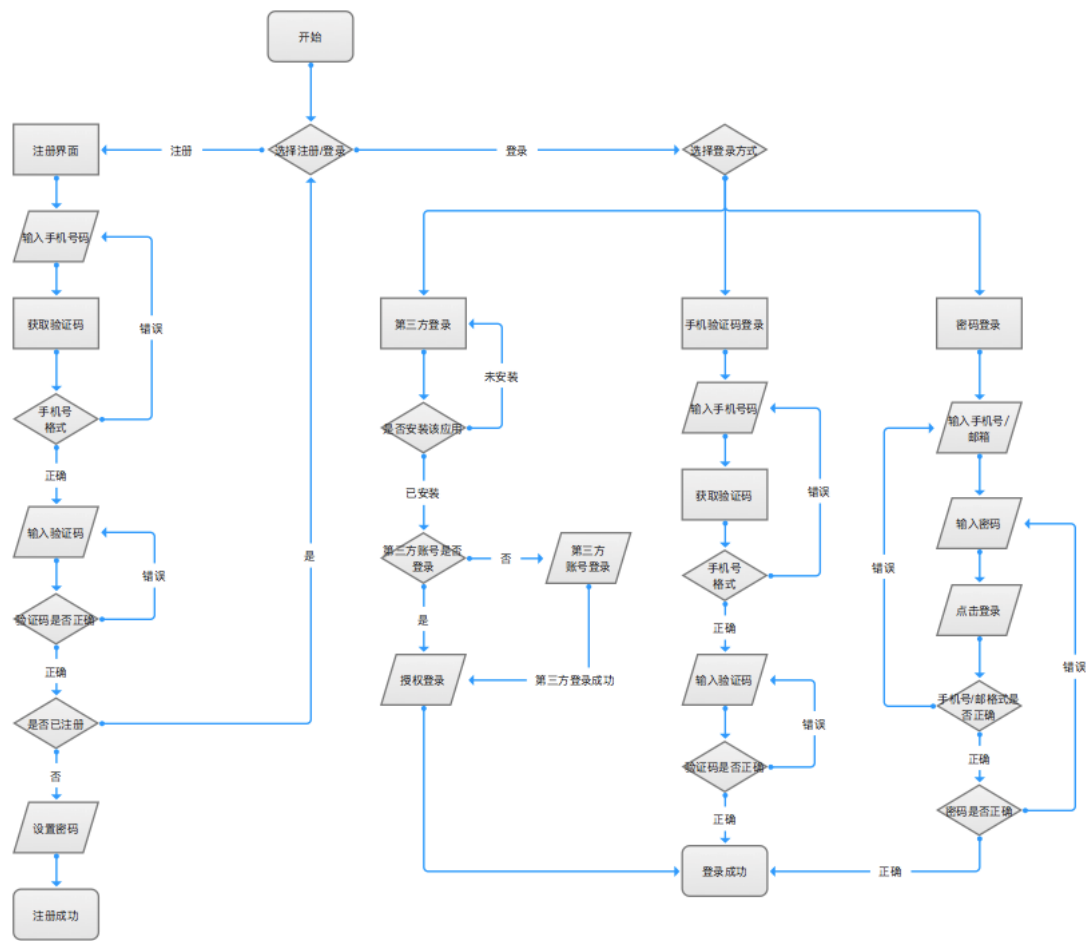 开始
注册界面
注册
选择注册/登录
登录
选择登录方式
输入手机号码
获取验证码
错误
手机号
格式
正确
输入验证码
错误
验证码是否正确
正确
是否已注册
是
否
设置密码
注册成功
第三方登录
未安装
是否安装该应用
已安装
第三方账号是否
登录
否
第三方
账号登录
是
授权登录
第三方登录成功
手机验证码登录
输入手机号码
获取验证码
错误
手机号
格式
正确
输入验证码
错误
验证码是否正确
正确
登录成功
密码登录
输入手机号/
邮箱
输入密码
错误
点击登录
错误
手机号/邮格式是
否正确
正确
密码是否正确
正确